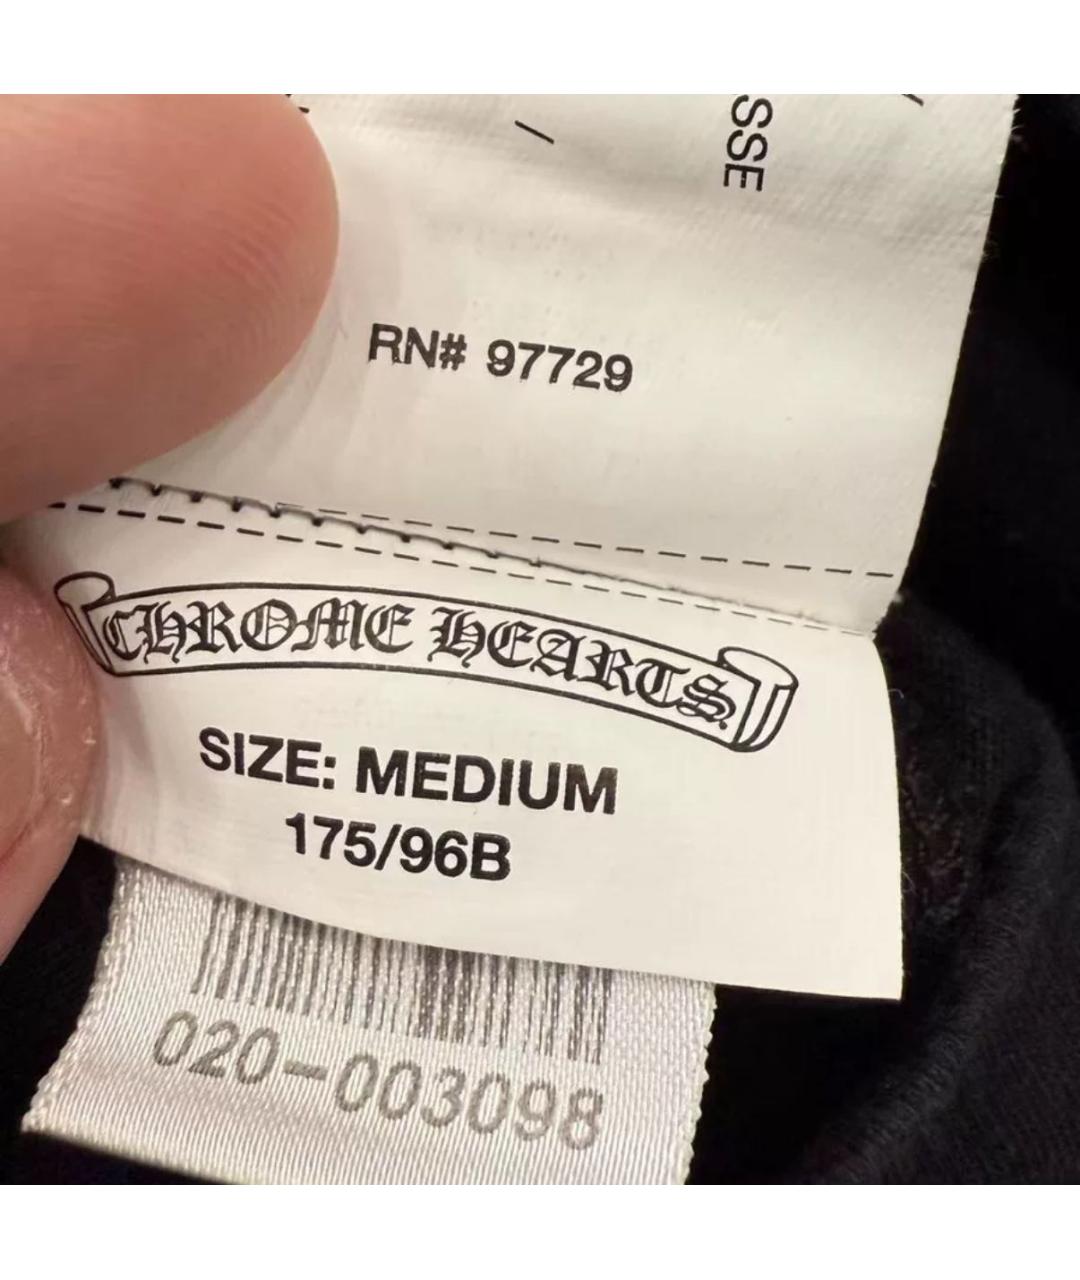 SSE
RN# 97729
CHROME HEARTS
SIZE: MEDIUM
175/96B
020-003098